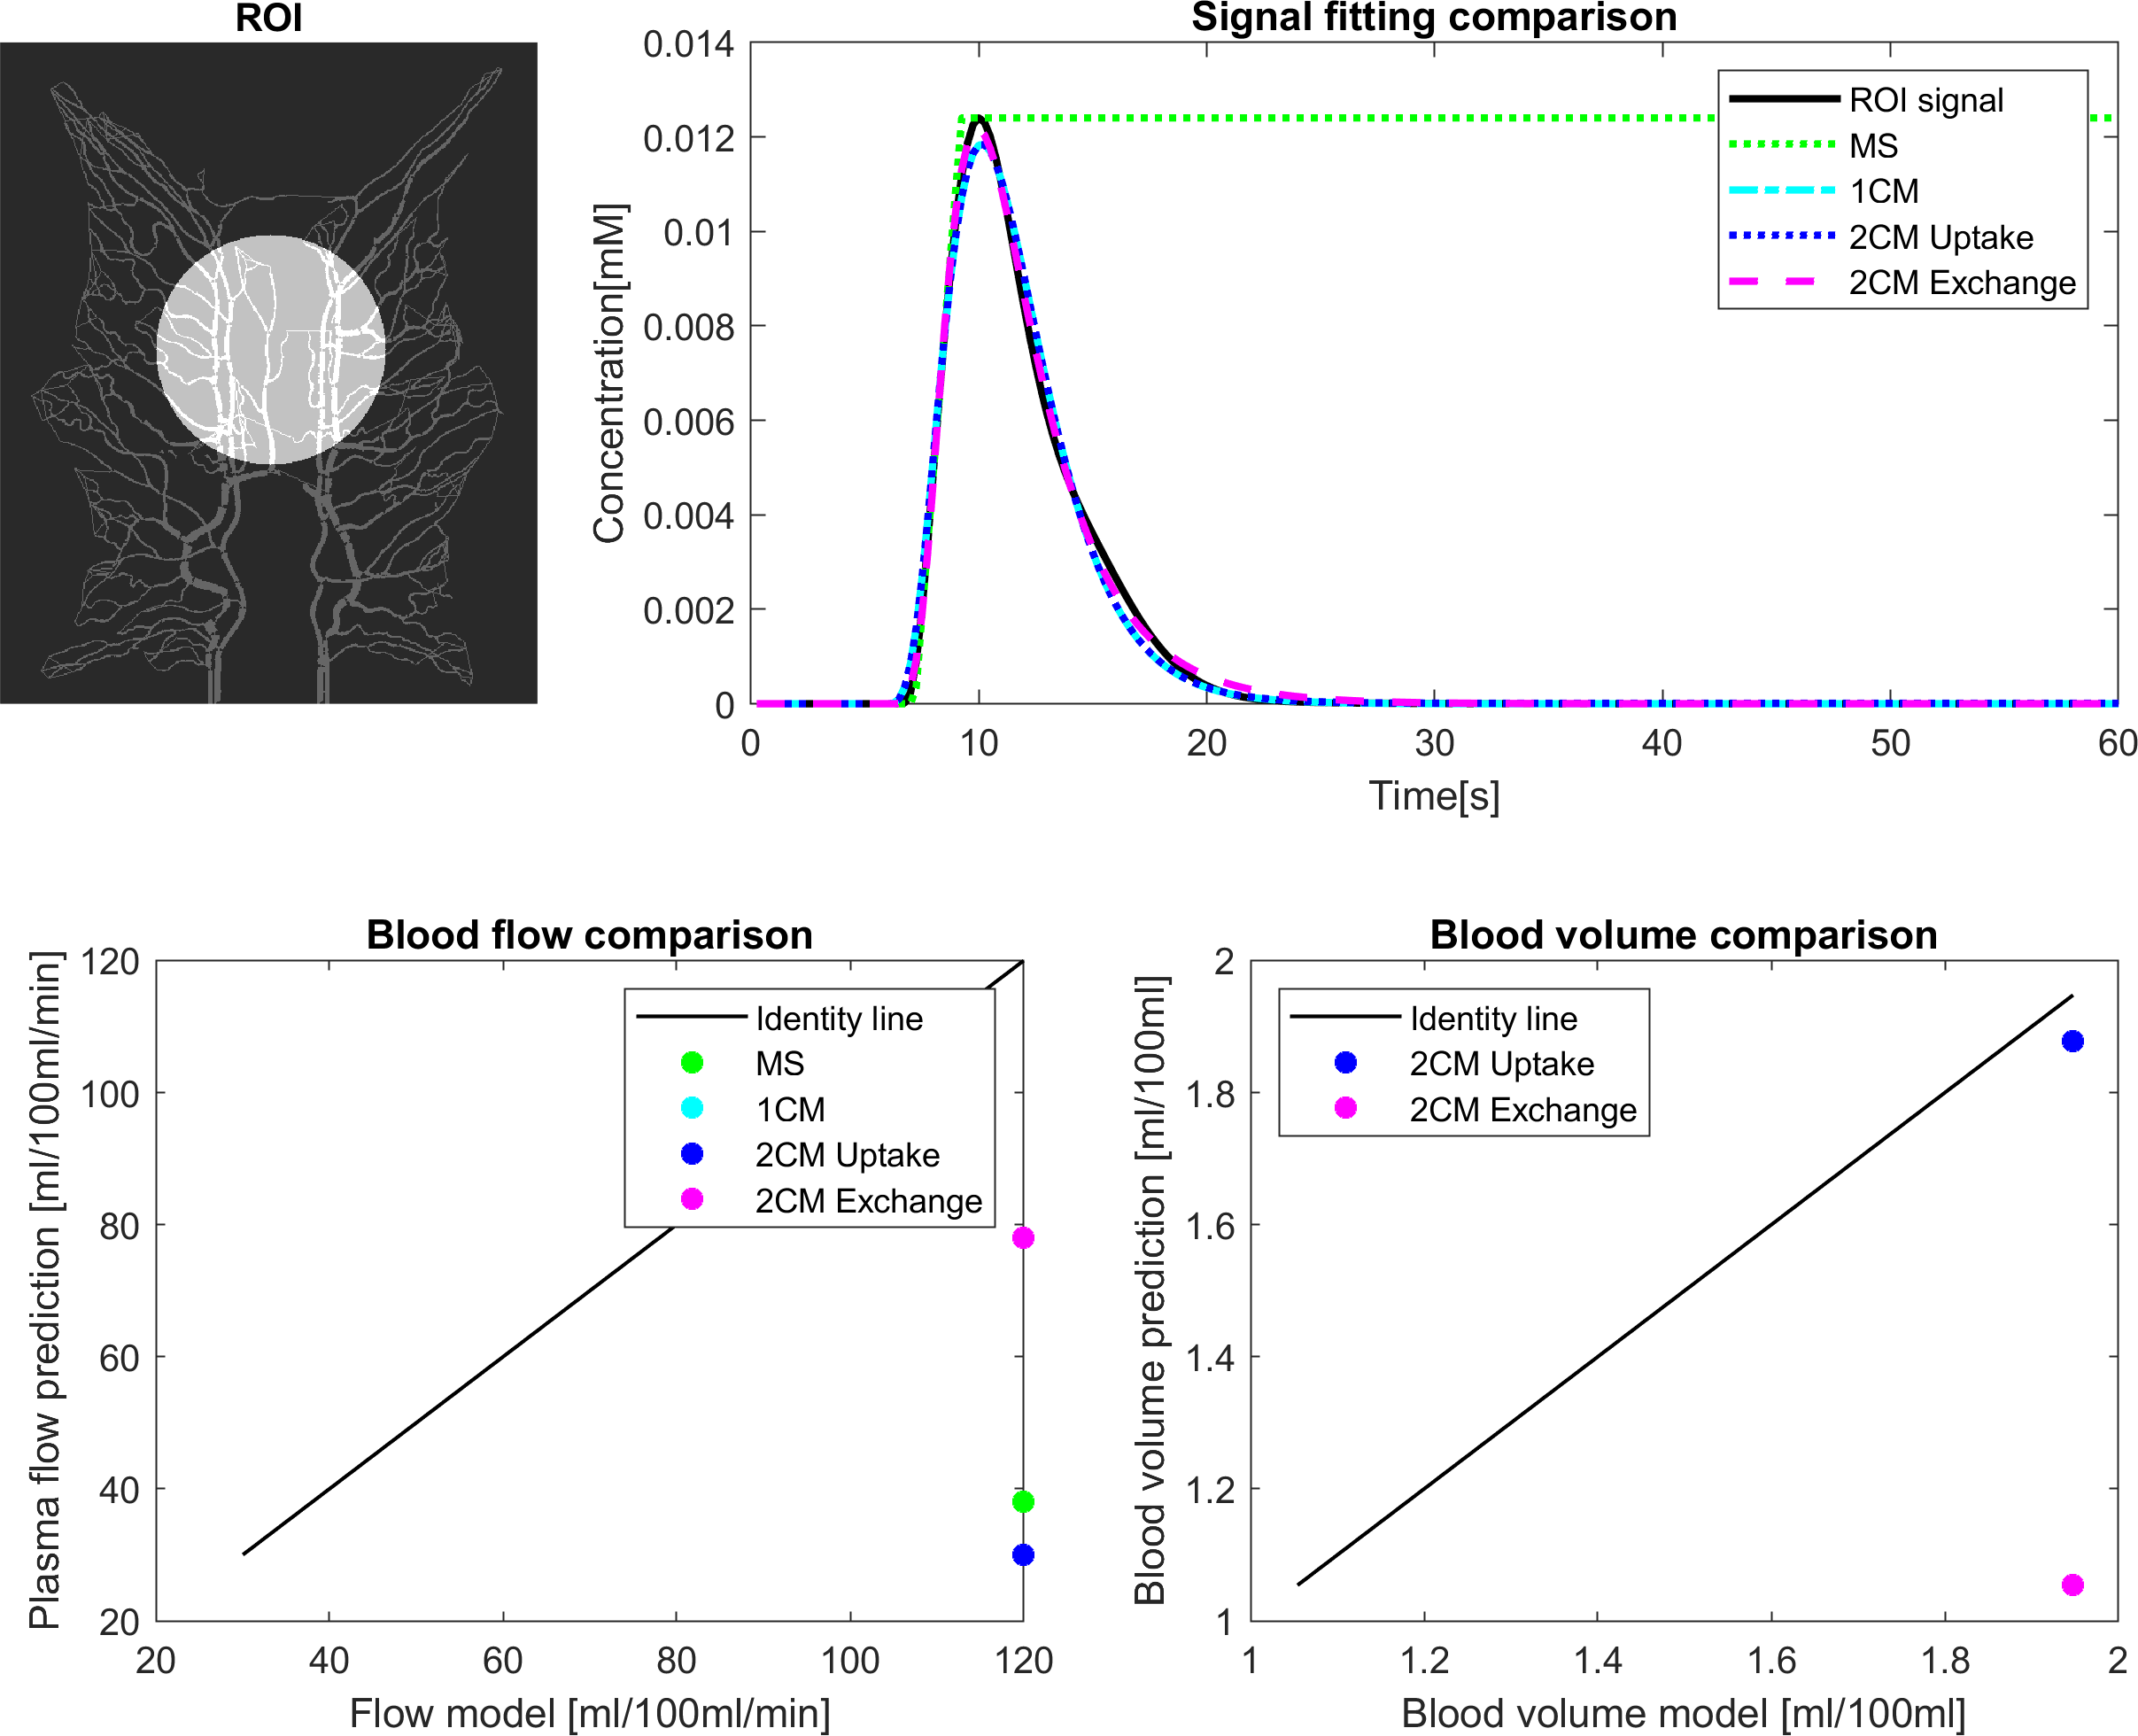 ROI
Signal fitting comparison
0.014
0.012
0.01
0.008
0.006
0.004
0.002
0
Concentration[mM]
0 10 20 30 40 50 60
Time[s]
ROI signal
MS
1CM
2CM Uptake
2CM Exchange
Blood flow comparison
120
100
80
60
40
20
Plasma flow prediction [ml/100ml/min]
20 40 60 80 100 120
Flow model [ml/100ml/min]
Identity line
MS
1CM
2CM Uptake
2CM Exchange
Blood volume comparison
2
1.8
1.6
1.4
1.2
1
Blood volume prediction [ml/100ml]
1 1.2 1.4 1.6 1.8 2
Blood volume model [ml/100ml]
Identity line
2CM Uptake
2CM Exchange